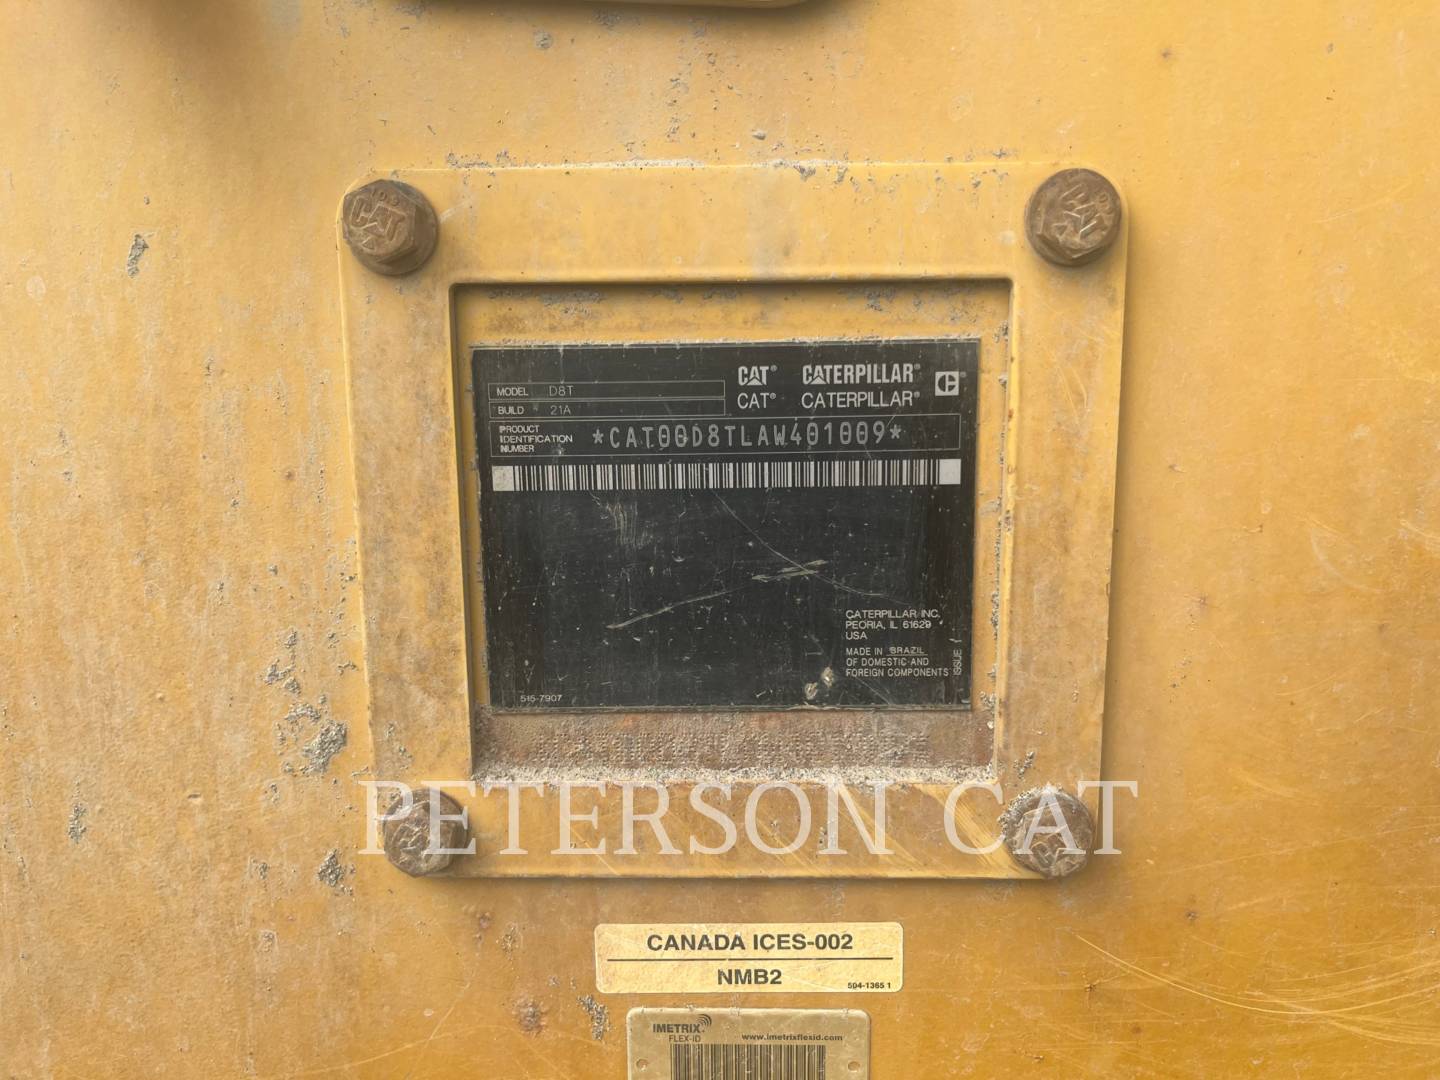 MODEL D8T
BUILD 21A
CAT® CATERPILLAR®
CAT® CATERPILLAR®
PRODUCT
IDENTIFICATION
NUMBER
*CAT00D8TLAW401009*
CATERPILLAR INC.
PEORIA, IL 61629
USA
MADE IN BRAZIL
OF DOMESTIC AND
FOREIGN COMPONENTS
ISSUE 1
515-7907
PETERSON CAT
CANADA ICES-002
NMB2
594-1365 1
IMETRIX
FLEX-ID
www.imetrixflexid.com